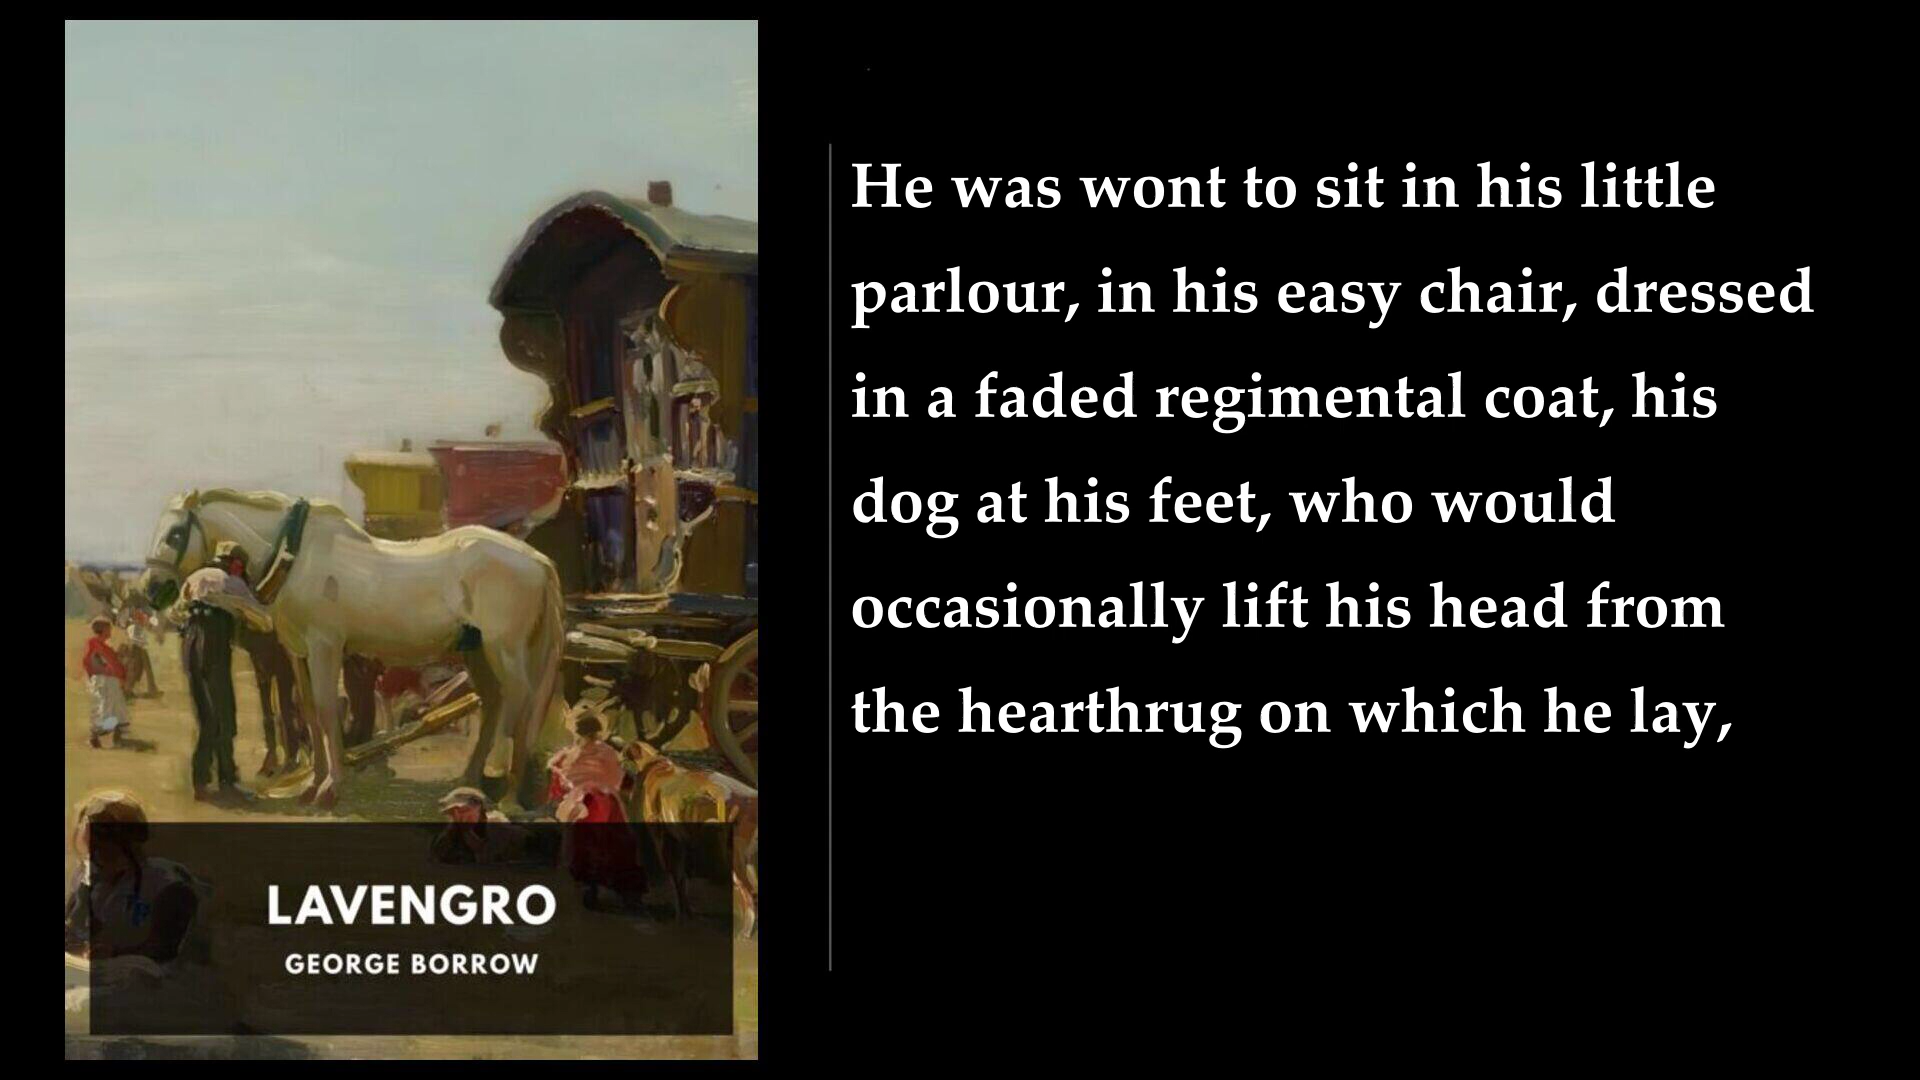 He was wont to sit in his little
parlour, in his easy chair, dressed
in a faded regimental coat, his
dog at his feet, who would
occasionally lift his head from
the hearthrug on which he lay,
LAVENGRO
GEORGE BORROW